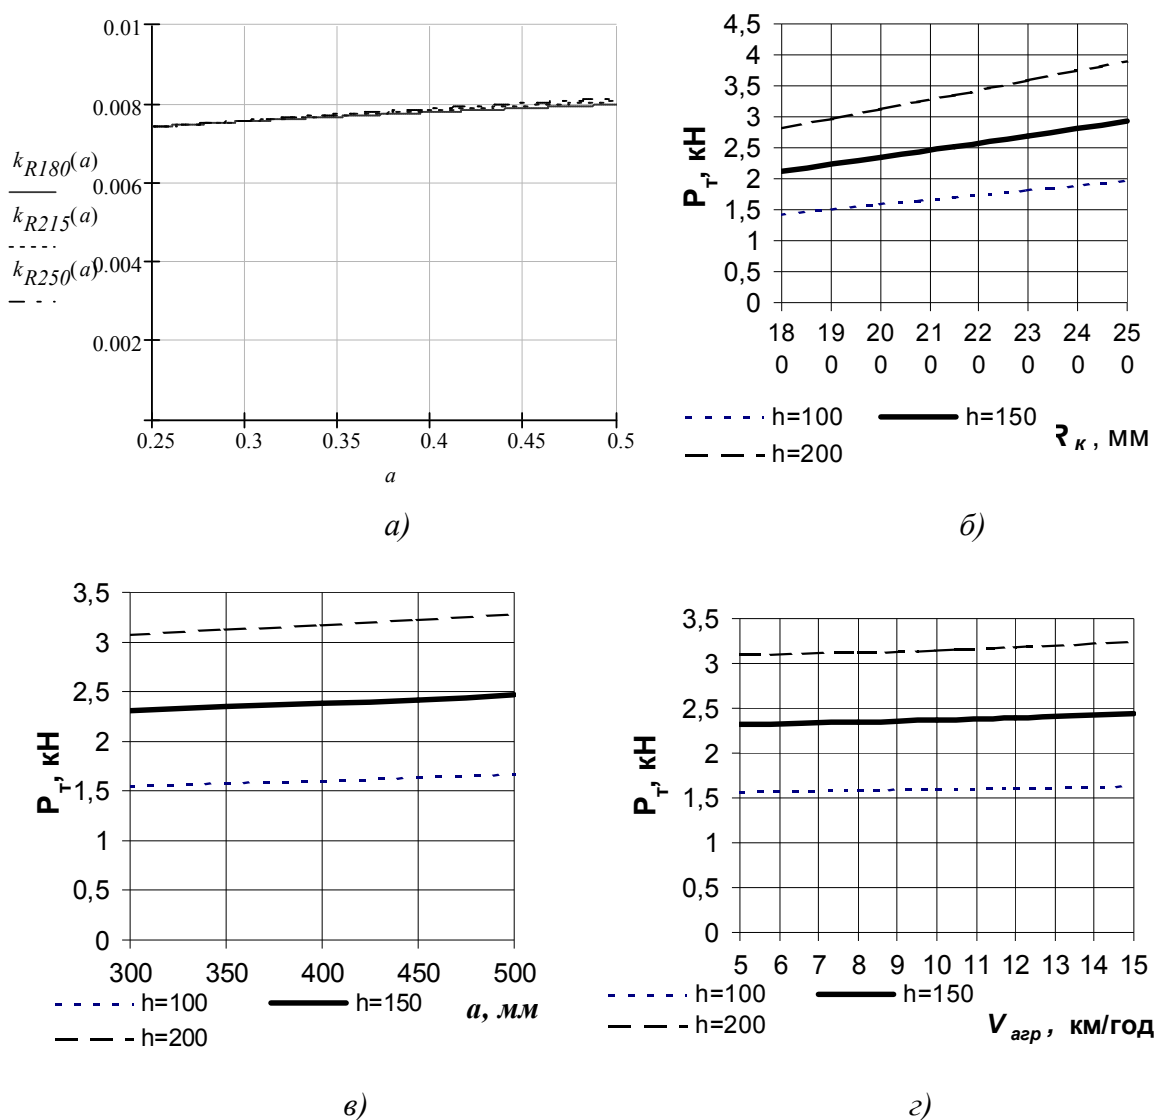 0.01
0.008
0.006
0.004
0.002
k_R180(a)
k_R215(a)
k_R250(a)
0.25 0.3 0.35 0.4 0.45 0.5
a
а)
4,5
4
3,5
3
2,5
2
1,5
1
0,5
0
Pт, кН
18 19 20 21 22 23 24 25
0 0 0 0 0 0 0 0
h=100 h=150
h=200
R к , мм
б)
3,5
3
2,5
2
1,5
1
0,5
0
Pт, кН
300 350 400 450 500
h=100 h=150
h=200
a, мм
в)
3,5
3
2,5
2
1,5
1
0,5
0
Pт, кН
5 6 7 8 9 10 11 12 13 14 15
h=100 h=150
h=200
V агр , км/год
г)